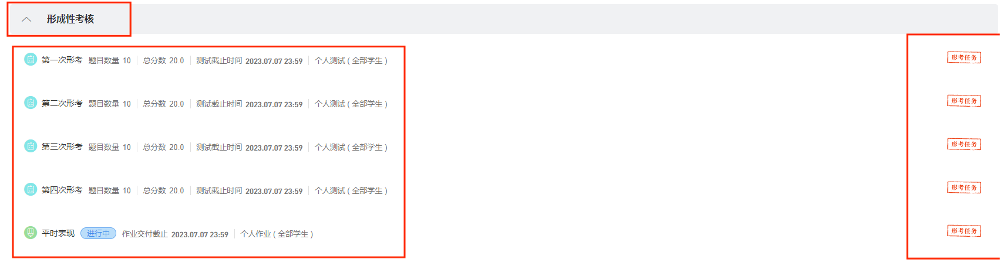 形成性考核
第一次形考 题目数量 10 总分数 20.0 测试截止时间 2023.07.07 23:59 个人测试 ( 全部学生 ) 形考任务
第二次形考 题目数量 10 总分数 20.0 测试截止时间 2023.07.07 23:59 个人测试 ( 全部学生 ) 形考任务
第三次形考 题目数量 10 总分数 20.0 测试截止时间 2023.07.07 23:59 个人测试 ( 全部学生 ) 形考任务
第四次形考 题目数量 10 总分数 20.0 测试截止时间 2023.07.07 23:59 个人测试 ( 全部学生 ) 形考任务
平时表现 进行中 作业交付截止 2023.07.07 23:59 个人作业 ( 全部学生 ) 形考任务